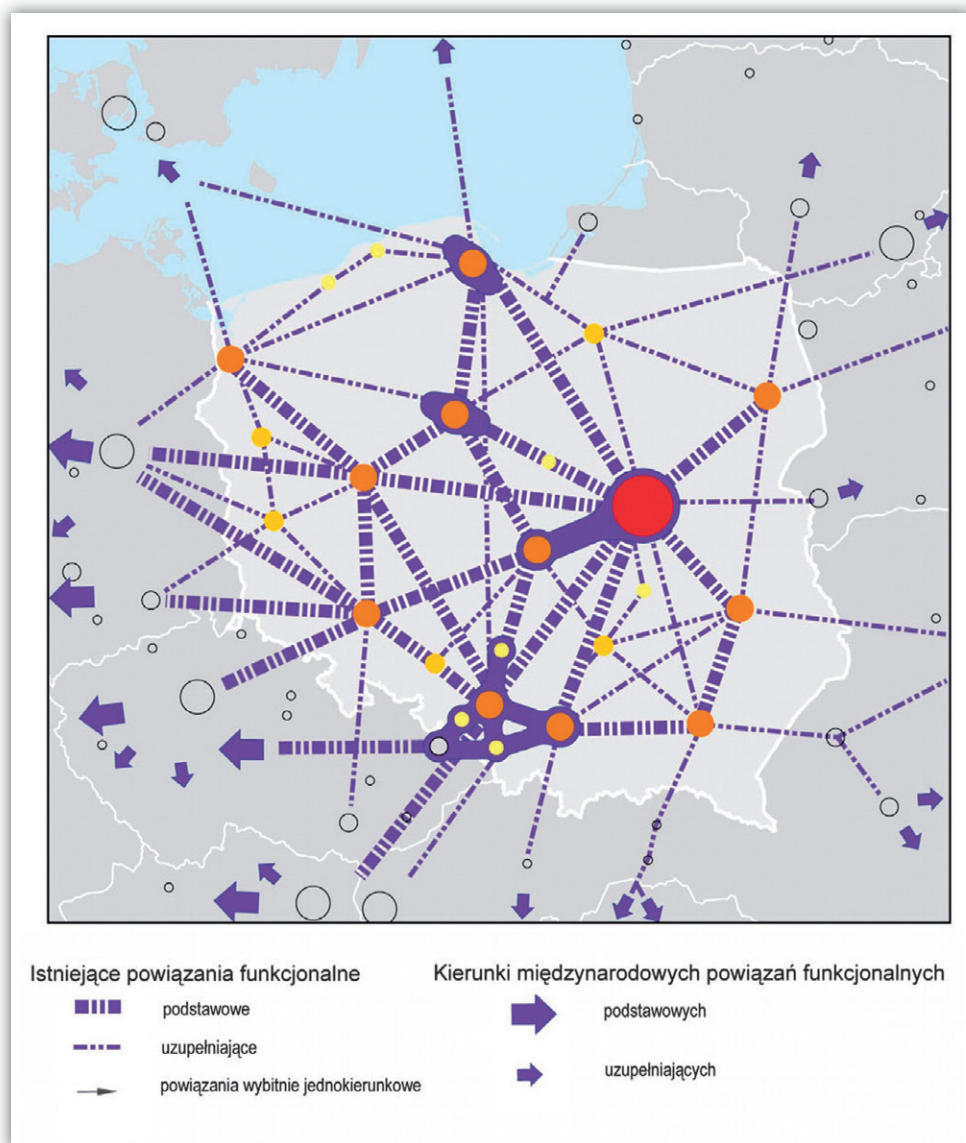 Istniejące powiązania funkcjonalne
podstawowe
uzupełniające
powiązania wybitnie jednokierunkowe
Kierunki międzynarodowych powiązań funkcjonalnych
podstawowych
uzupełniających